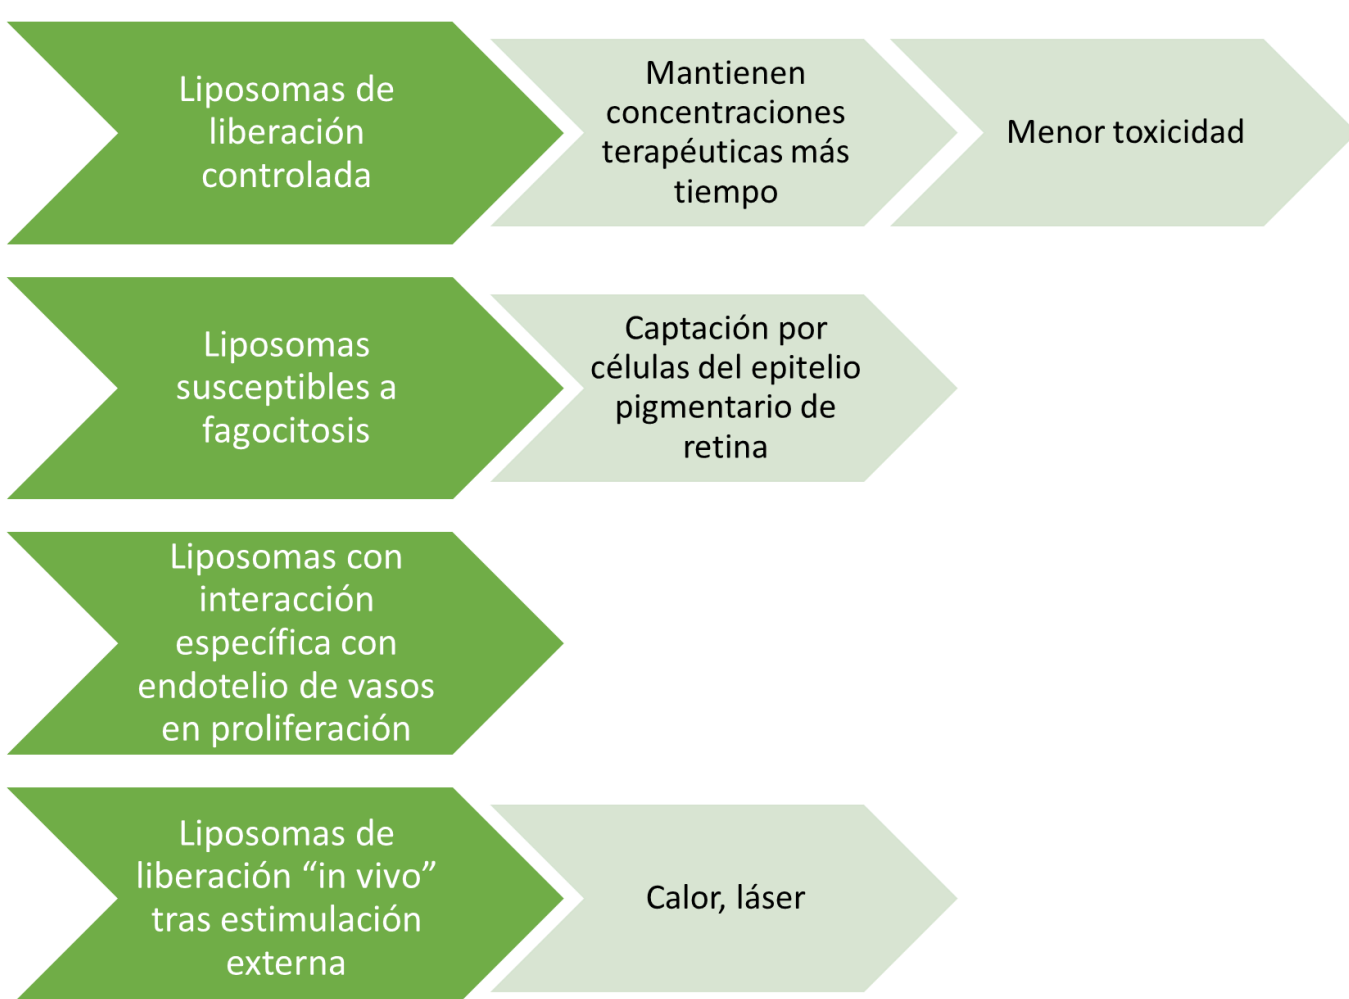 Liposomas de
liberación
controlada
Mantienen
concentraciones
terapéuticas más
tiempo
Menor toxicidad
Liposomas
susceptibles a
fagocitosis
Captación por
células del epitelio
pigmentario de
retina
Liposomas con
interacción
específica con
endotelio de vasos
en proliferación
Liposomas de
liberación “in vivo”
tras estimulación
externa
Calor, láser